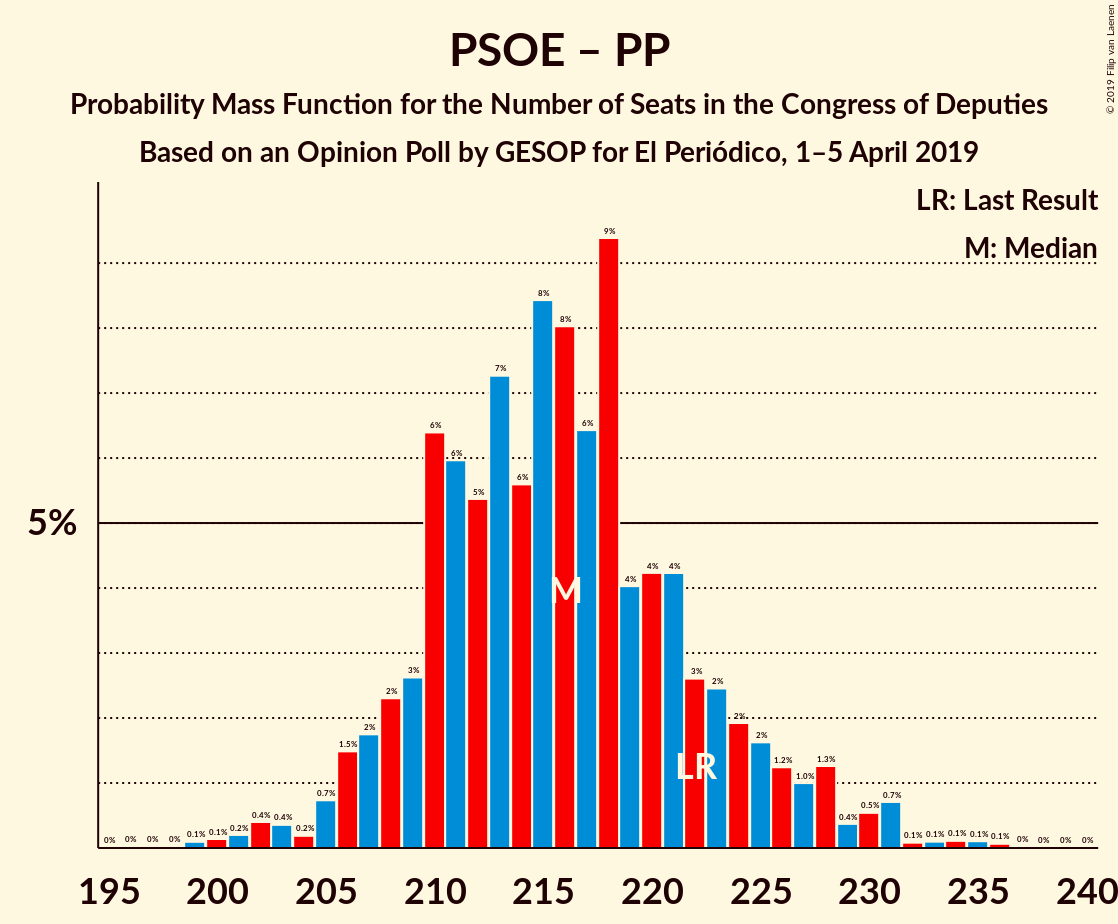 PSOE – PP
Probability Mass Function for the Number of Seats in the Congress of Deputies
Based on an Opinion Poll by GESOP for El Periódico, 1–5 April 2019
© 2019 Filip van Laenen
LR: Last Result
M: Median
5%
0% 0% 0% 0% 0.1% 0.1% 0.2% 0.4% 0.4% 0.2% 0.7% 1.5% 2% 2% 3% 6% 6% 5% 7% 6% 8% 8% 6% 9% 4% 4% 4% 3% 2% 2% 2% 1.2% 1.0% 1.3% 0.4% 0.5% 0.7% 0.1% 0.1% 0.1% 0.1% 0.1% 0% 0% 0% 0%
M
LR
195 200 205 210 215 220 225 230 235 240